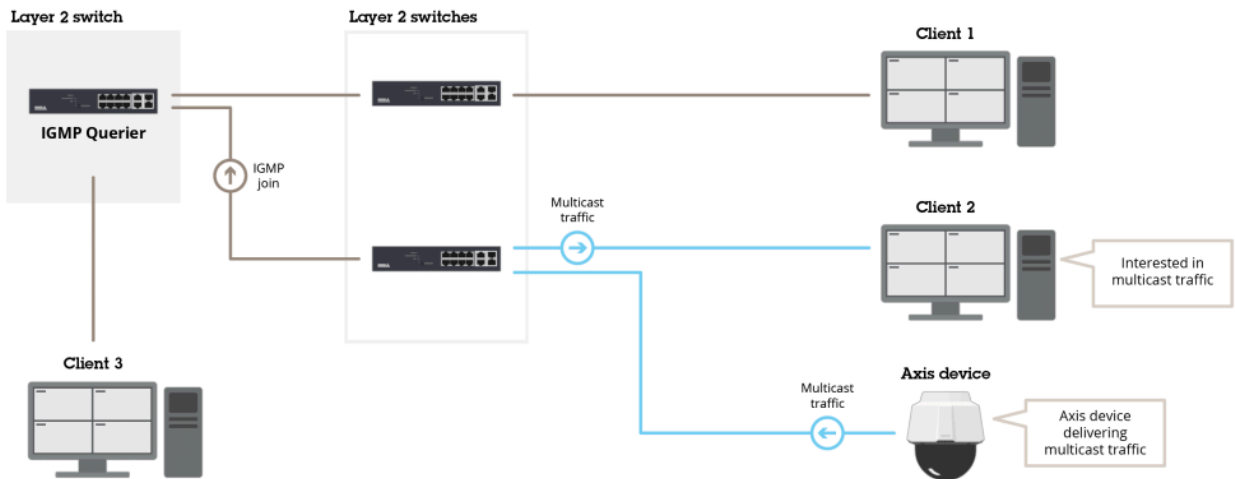 Layer 2 switch
Layer 2 switches
Client 1
IGMP Querier
IGMP
join
Multicast
traffic
Client 2
Interested in
multicast traffic
Client 3
Multicast
traffic
Axis device
Axis device
delivering
multicast traffic